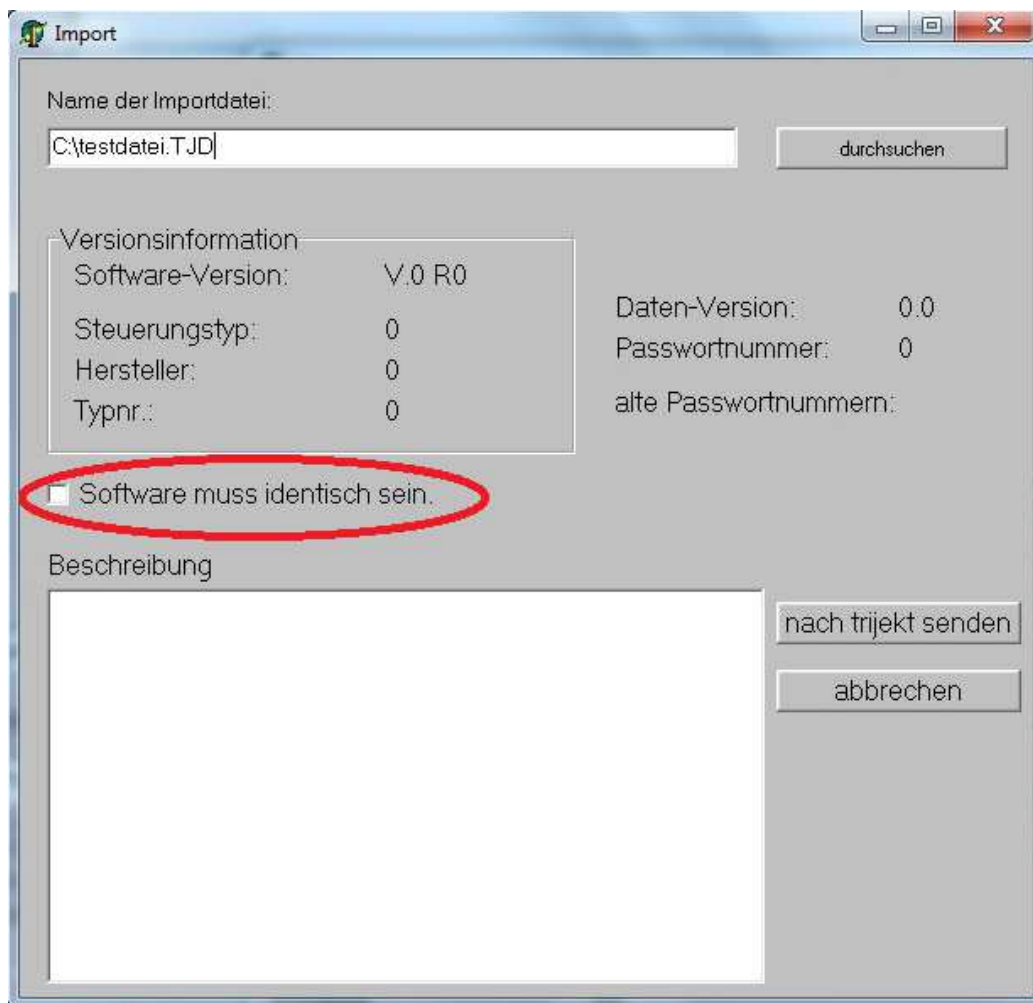 Import
Name der Importdatei:
C:\testdatei.TJD
durchsuchen
Versionsinformation
Software-Version: V.0 R0
Steuerungstyp: 0
Hersteller: 0
Typnr.: 0
Daten-Version: 0.0
Passwortnummer: 0
alte Passwortnummern:
Software muss identisch sein.
Beschreibung
nach trijekt senden
abbrechen